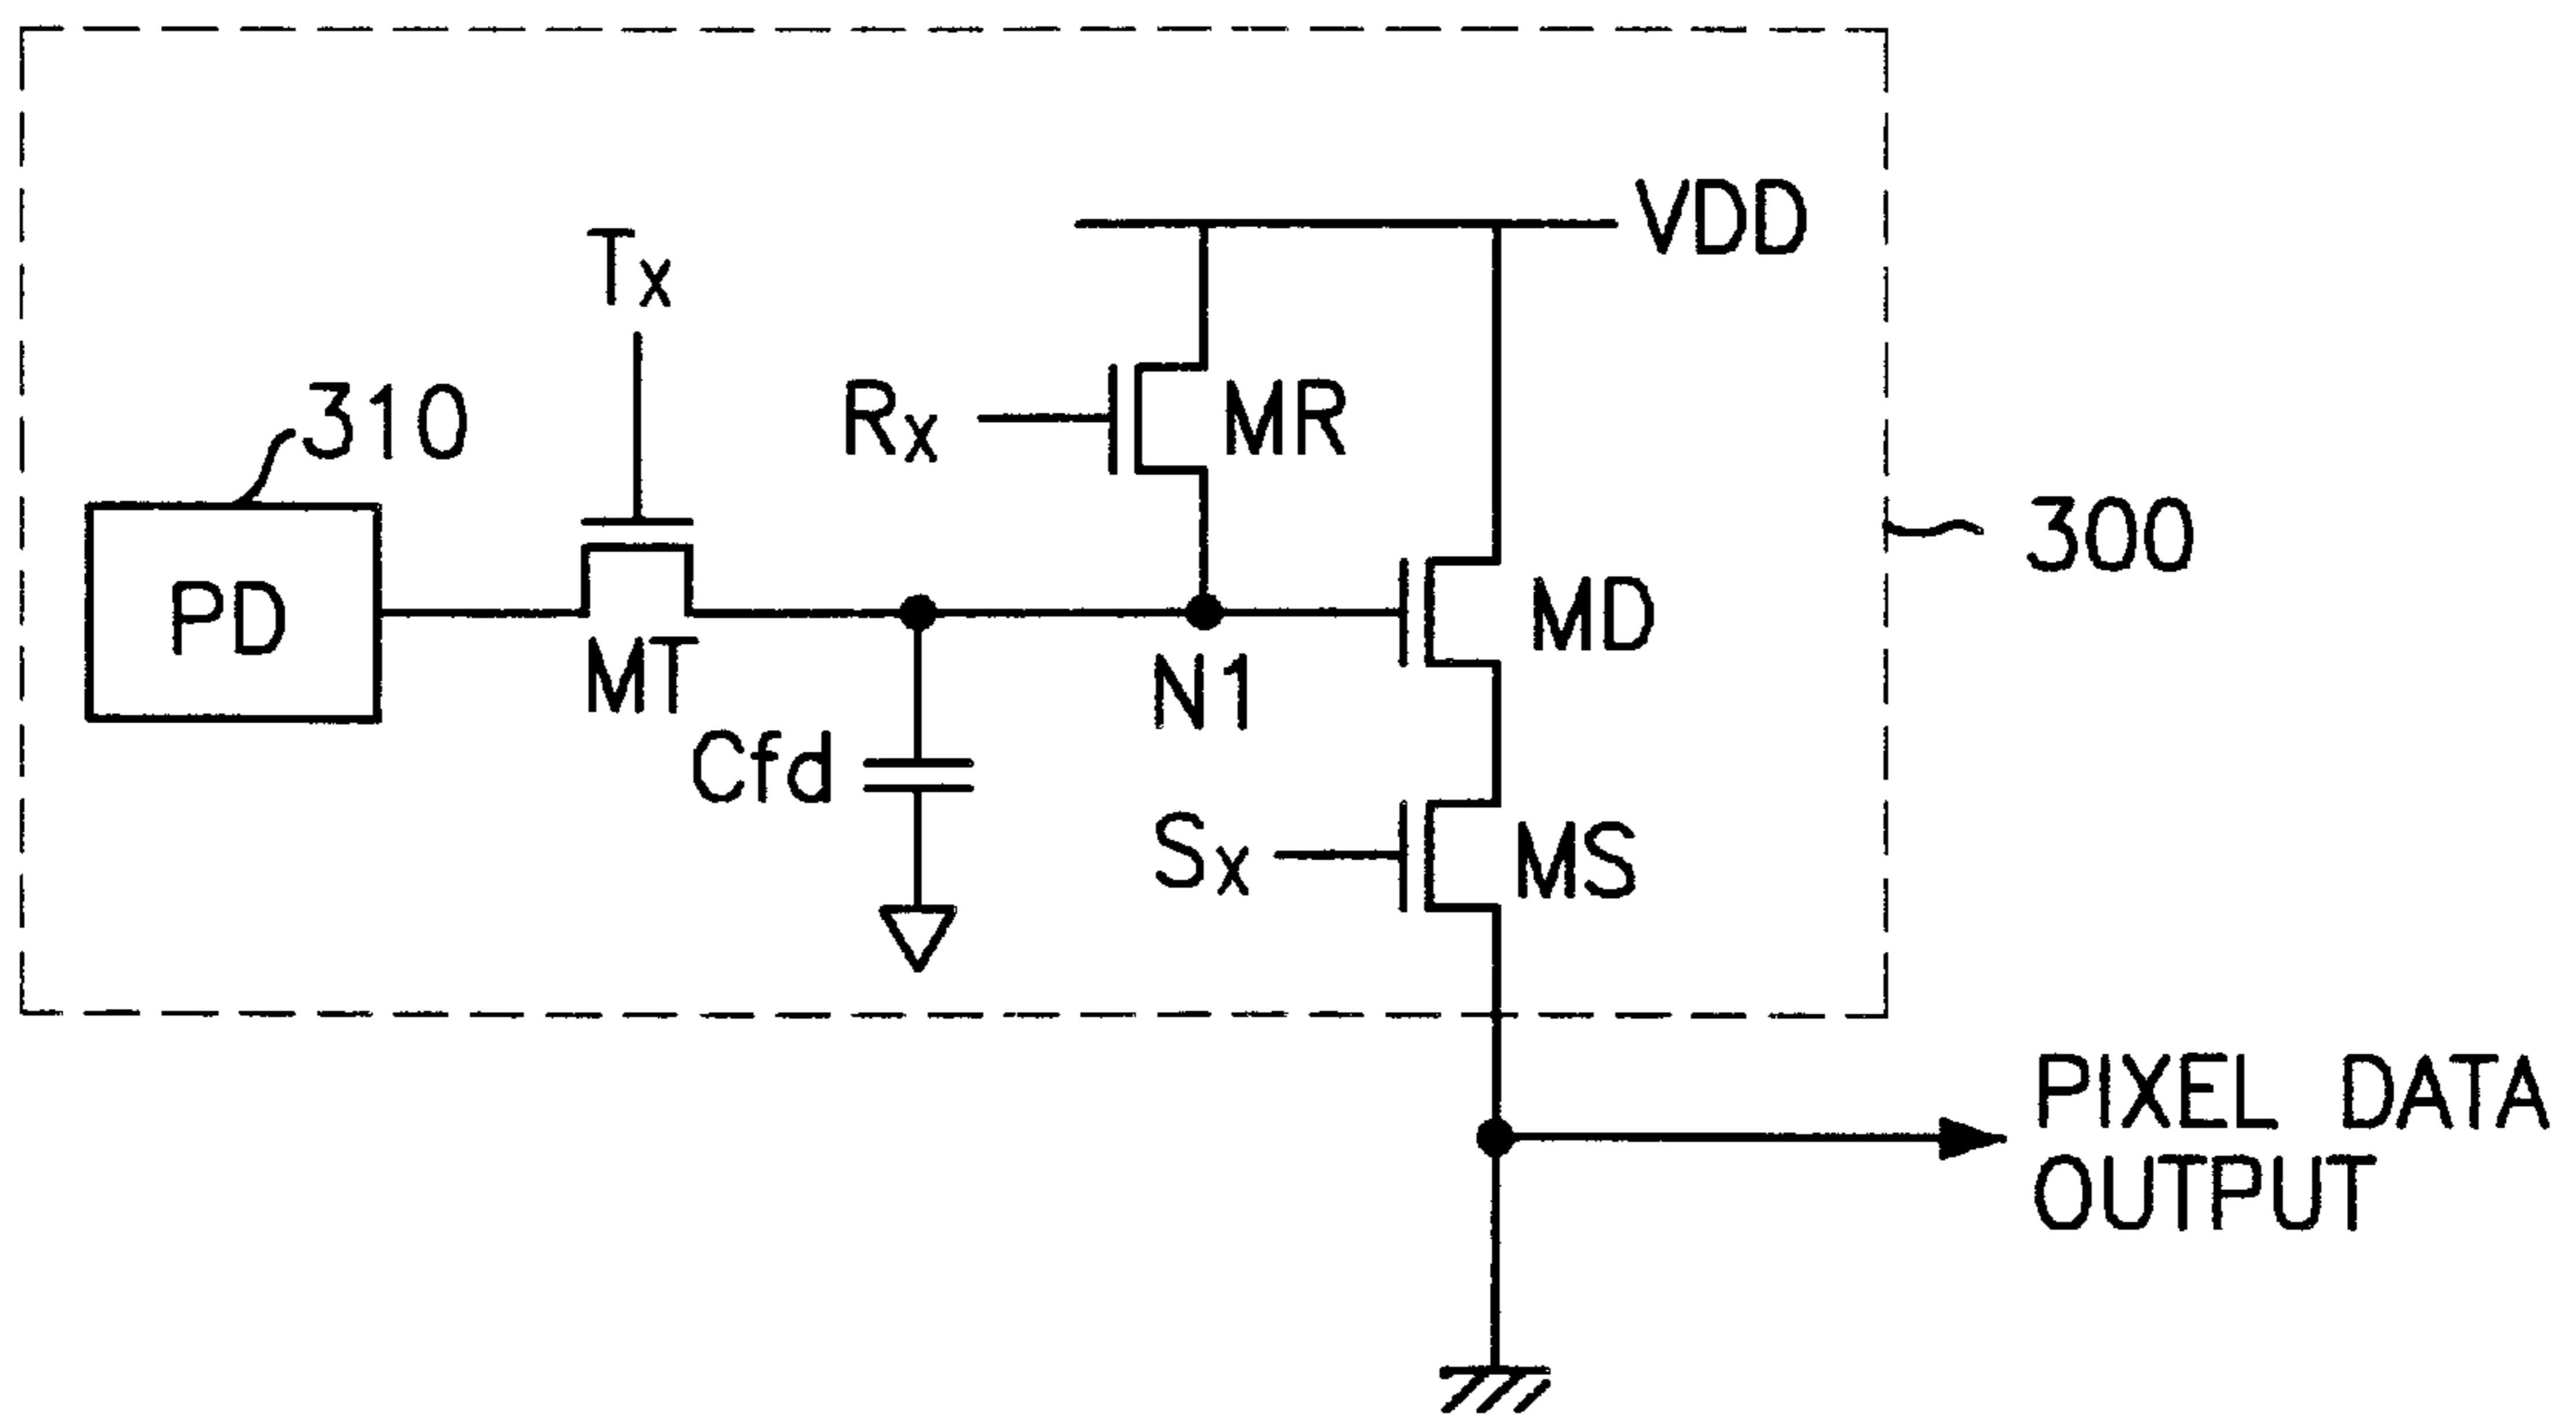 VDD
Tx
310
Rx
MR
300
PD
MT
N1
MD
Cfd
Sx
MS
PIXEL DATA
OUTPUT